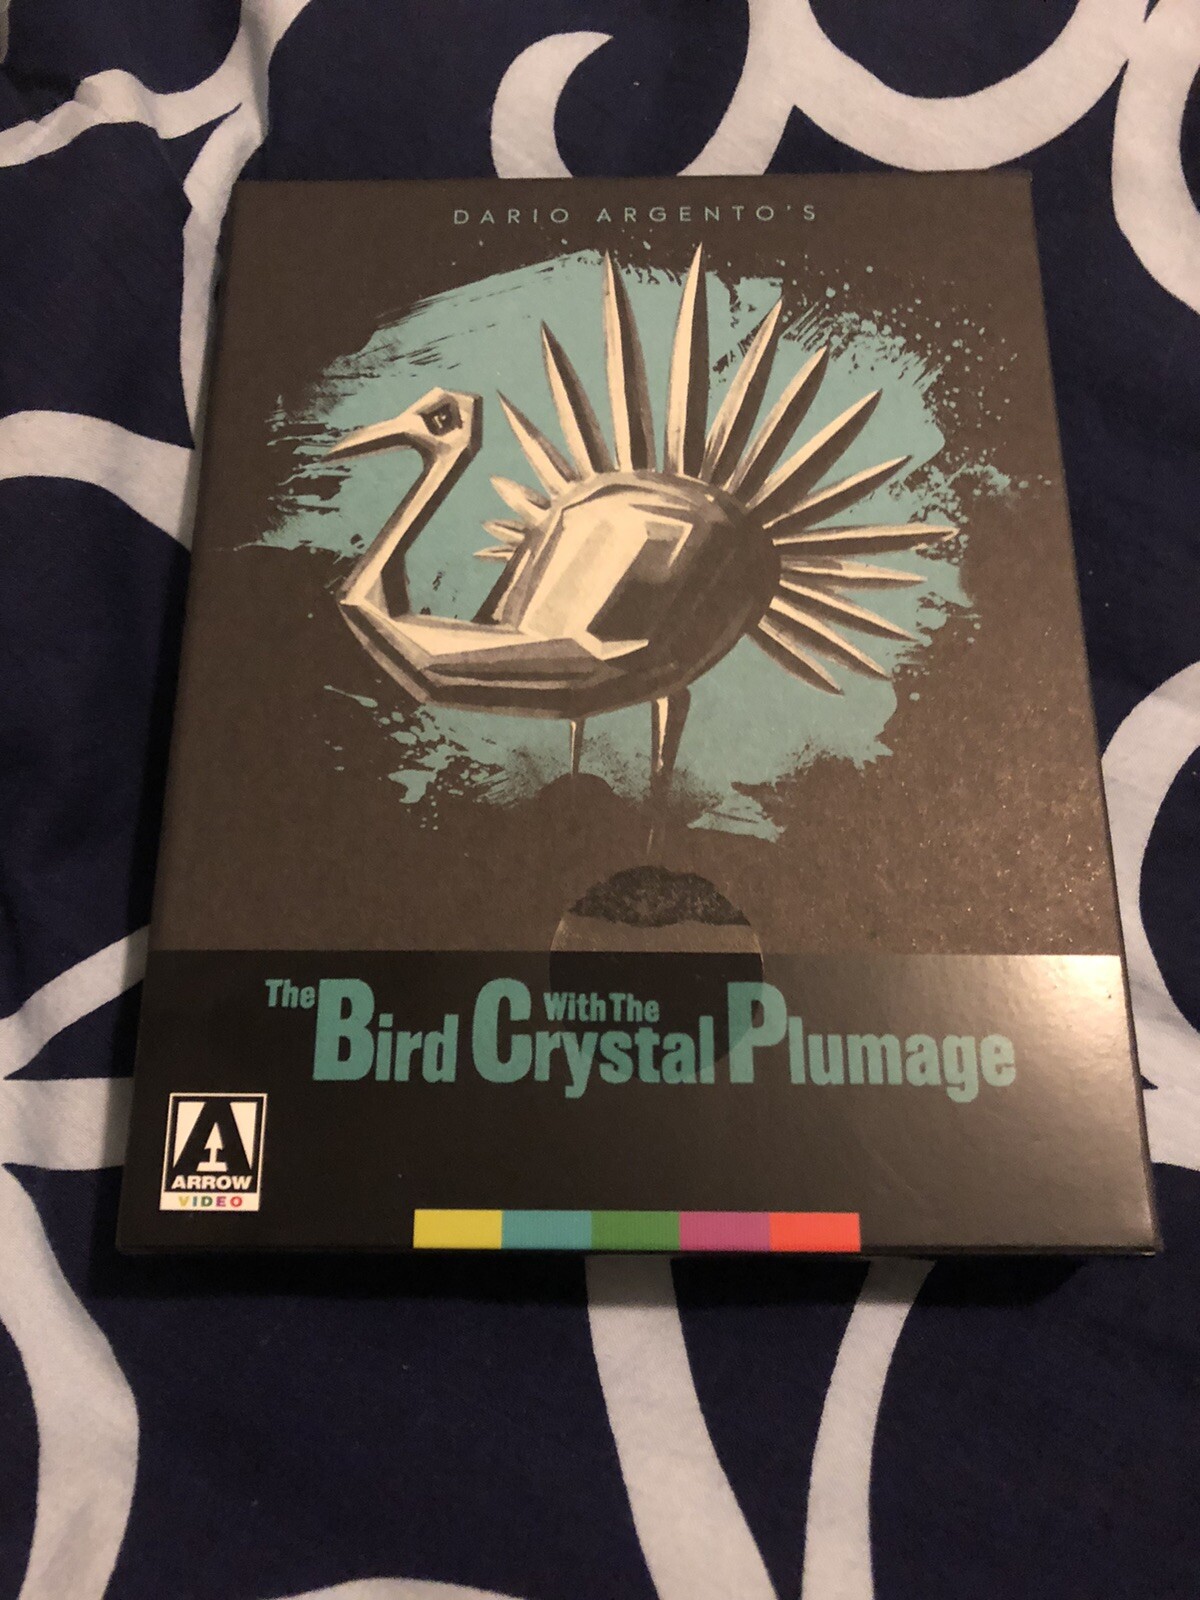 DARIO ARGENTO'S
The Bird With The Crystal Plumage
A
ARROW
VIDEO